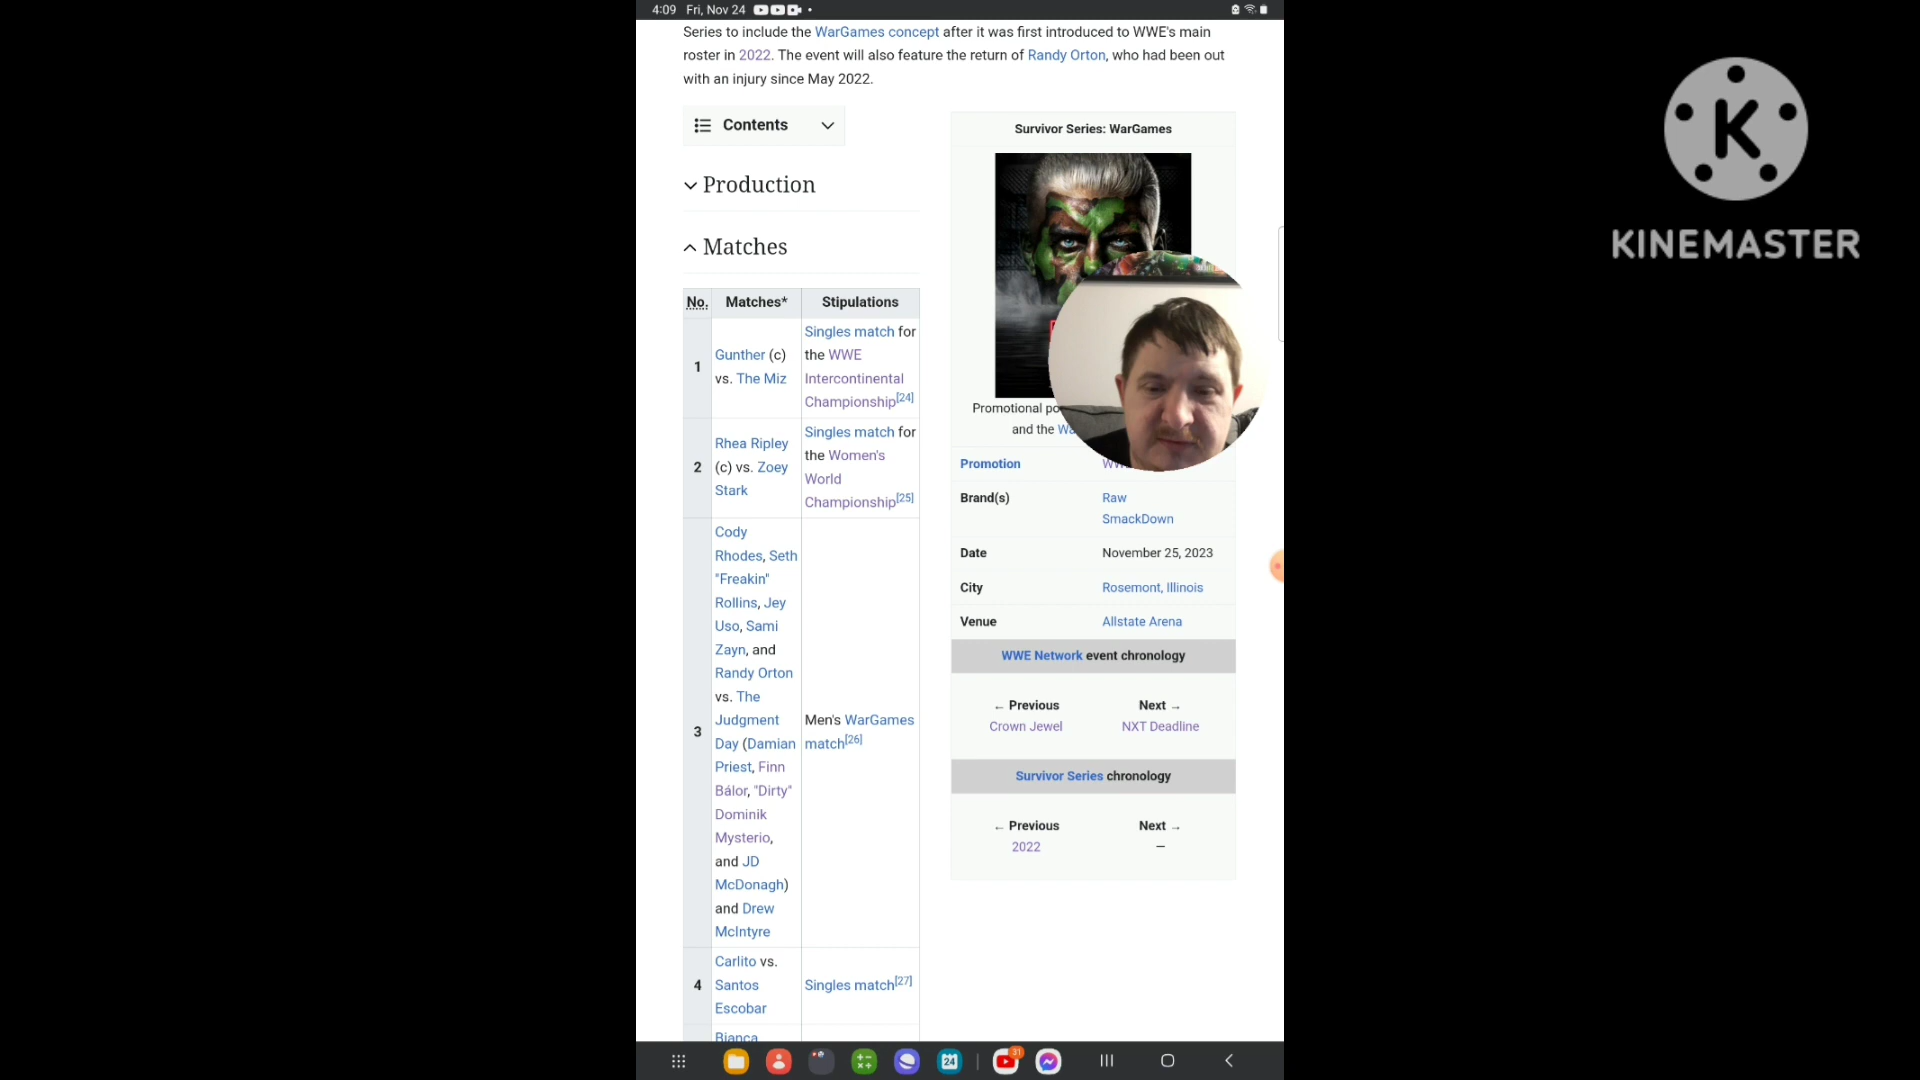 4:09 Fri, Nov 24
Series to include the WarGames concept after it was first introduced to WWE's main
roster in 2022. The event will also feature the return of Randy Orton, who had been out
with an injury since May 2022.
Contents
Production
Matches
No. Matches* Stipulations
1
Gunther (c)
vs. The Miz
Singles match for
the WWE
Intercontinental
Championship[24]
2
Rhea Ripley
(c) vs. Zoey
Stark
Singles match for
the Women's
World
Championship[25]
3
Cody
Rhodes, Seth
"Freakin"
Rollins, Jey
Uso, Sami
Zayn, and
Randy Orton
vs. The
Judgment
Day (Damian
Priest, Finn
Bálor, "Dirty"
Dominik
Mysterio,
and JD
McDonagh)
and Drew
McIntyre
Men's WarGames
match[26]
4
Carlito vs.
Santos
Escobar
Singles match[27]
Bianca
Survivor Series: WarGames
Promotional
and the
Promotion
Brand(s) Raw
SmackDown
Date November 25, 2023
City Rosemont, Illinois
Venue Allstate Arena
WWE Network event chronology
← Previous Next →
Crown Jewel NXT Deadline
Survivor Series chronology
← Previous Next →
2022 —
24
31
K
KINEMASTER